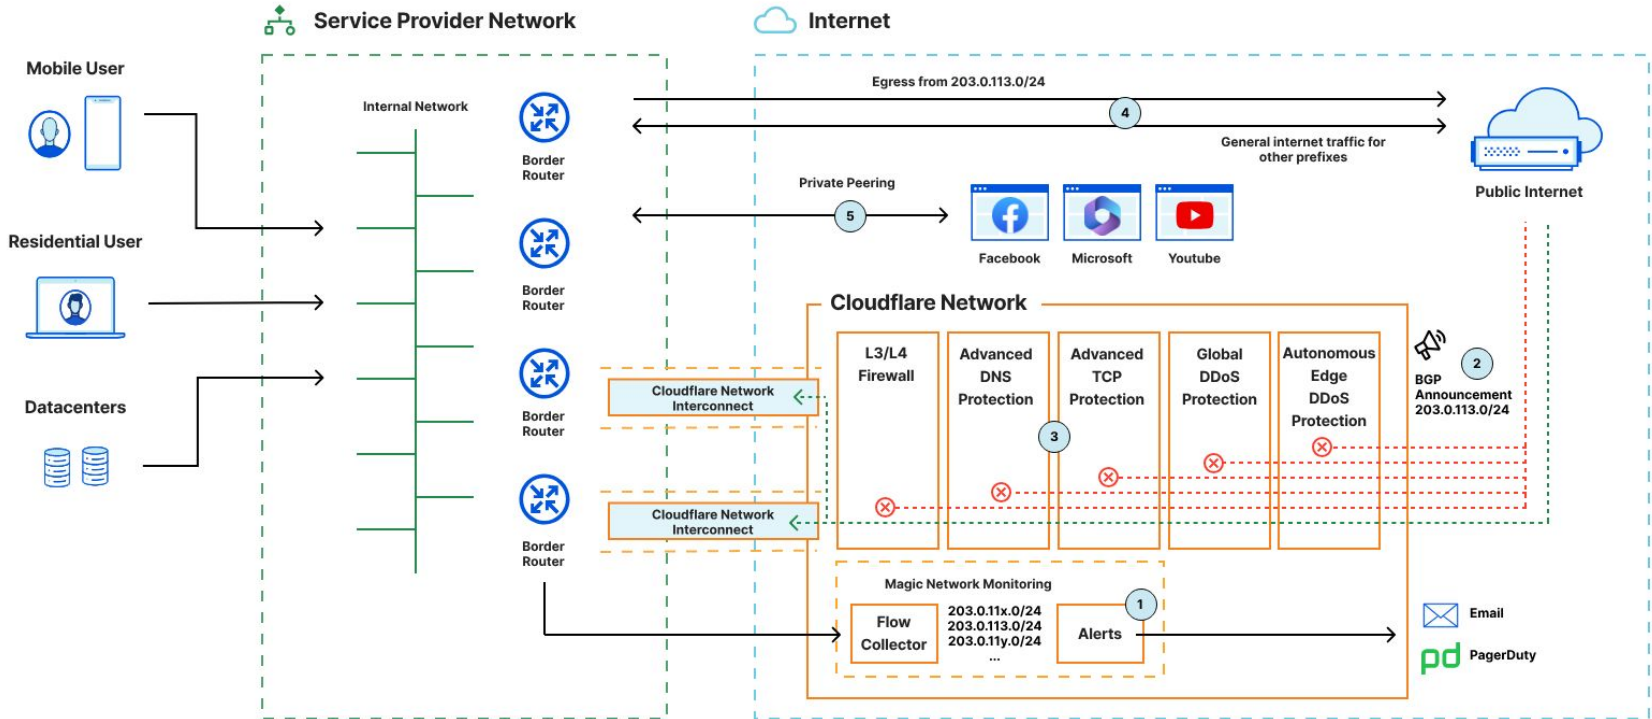 Service Provider Network
Internet
Mobile User
Residential User
Datacenters
Internal Network
Border
Router
Border
Router
Border
Router
Border
Router
Egress from 203.0.113.0/24
4
General internet traffic for
other prefixes
Public Internet
Private Peering
5
Facebook
Microsoft
Youtube
Cloudflare Network
L3/L4
Firewall
Advanced
DNS
Protection
Advanced
TCP
Protection
Global
DDoS
Protection
Autonomous
Edge
DDoS
Protection
3
2
BGP
Announcement
203.0.113.0/24
Cloudflare Network
Interconnect
Cloudflare Network
Interconnect
Magic Network Monitoring
Flow
Collector
203.0.11x.0/24
203.0.113.0/24
203.0.11y.0/24
...
1
Alerts
Email
pd
PagerDuty